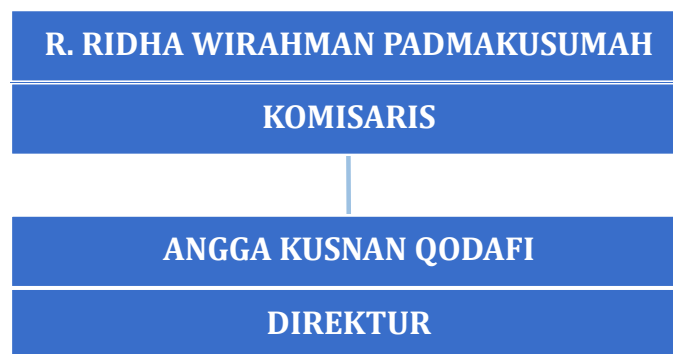 R. RIDHA WIRAHMAN PADMAKUSUMAH
KOMISARIS
ANGGA KUSNAN QODAFI
DIREKTUR